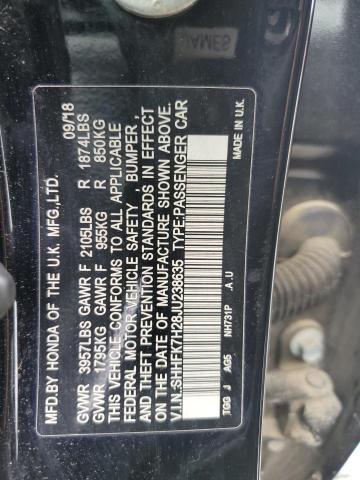 MFD.BY HONDA OF THE U.K. MFG.,LTD. 09/18
GVWR 3957LBS GAWR F 2105LBS R 1874LBS
GVWR 1795KG GAWR F 955KG R 850KG
THIS VEHICLE CONFORMS TO ALL APPLICABLE
FEDERAL MOTOR VEHICLE SAFETY, BUMPER,
AND THEFT PREVENTION STANDARDS IN EFFECT
ON THE DATE OF MANUFACTURE SHOWN ABOVE.
V.I.N.:SHHFK7H28JU238635 TYPE:PASSENGER CAR
MADE IN U.K.
TGG J AG5 NH731P .A .U
JAMES